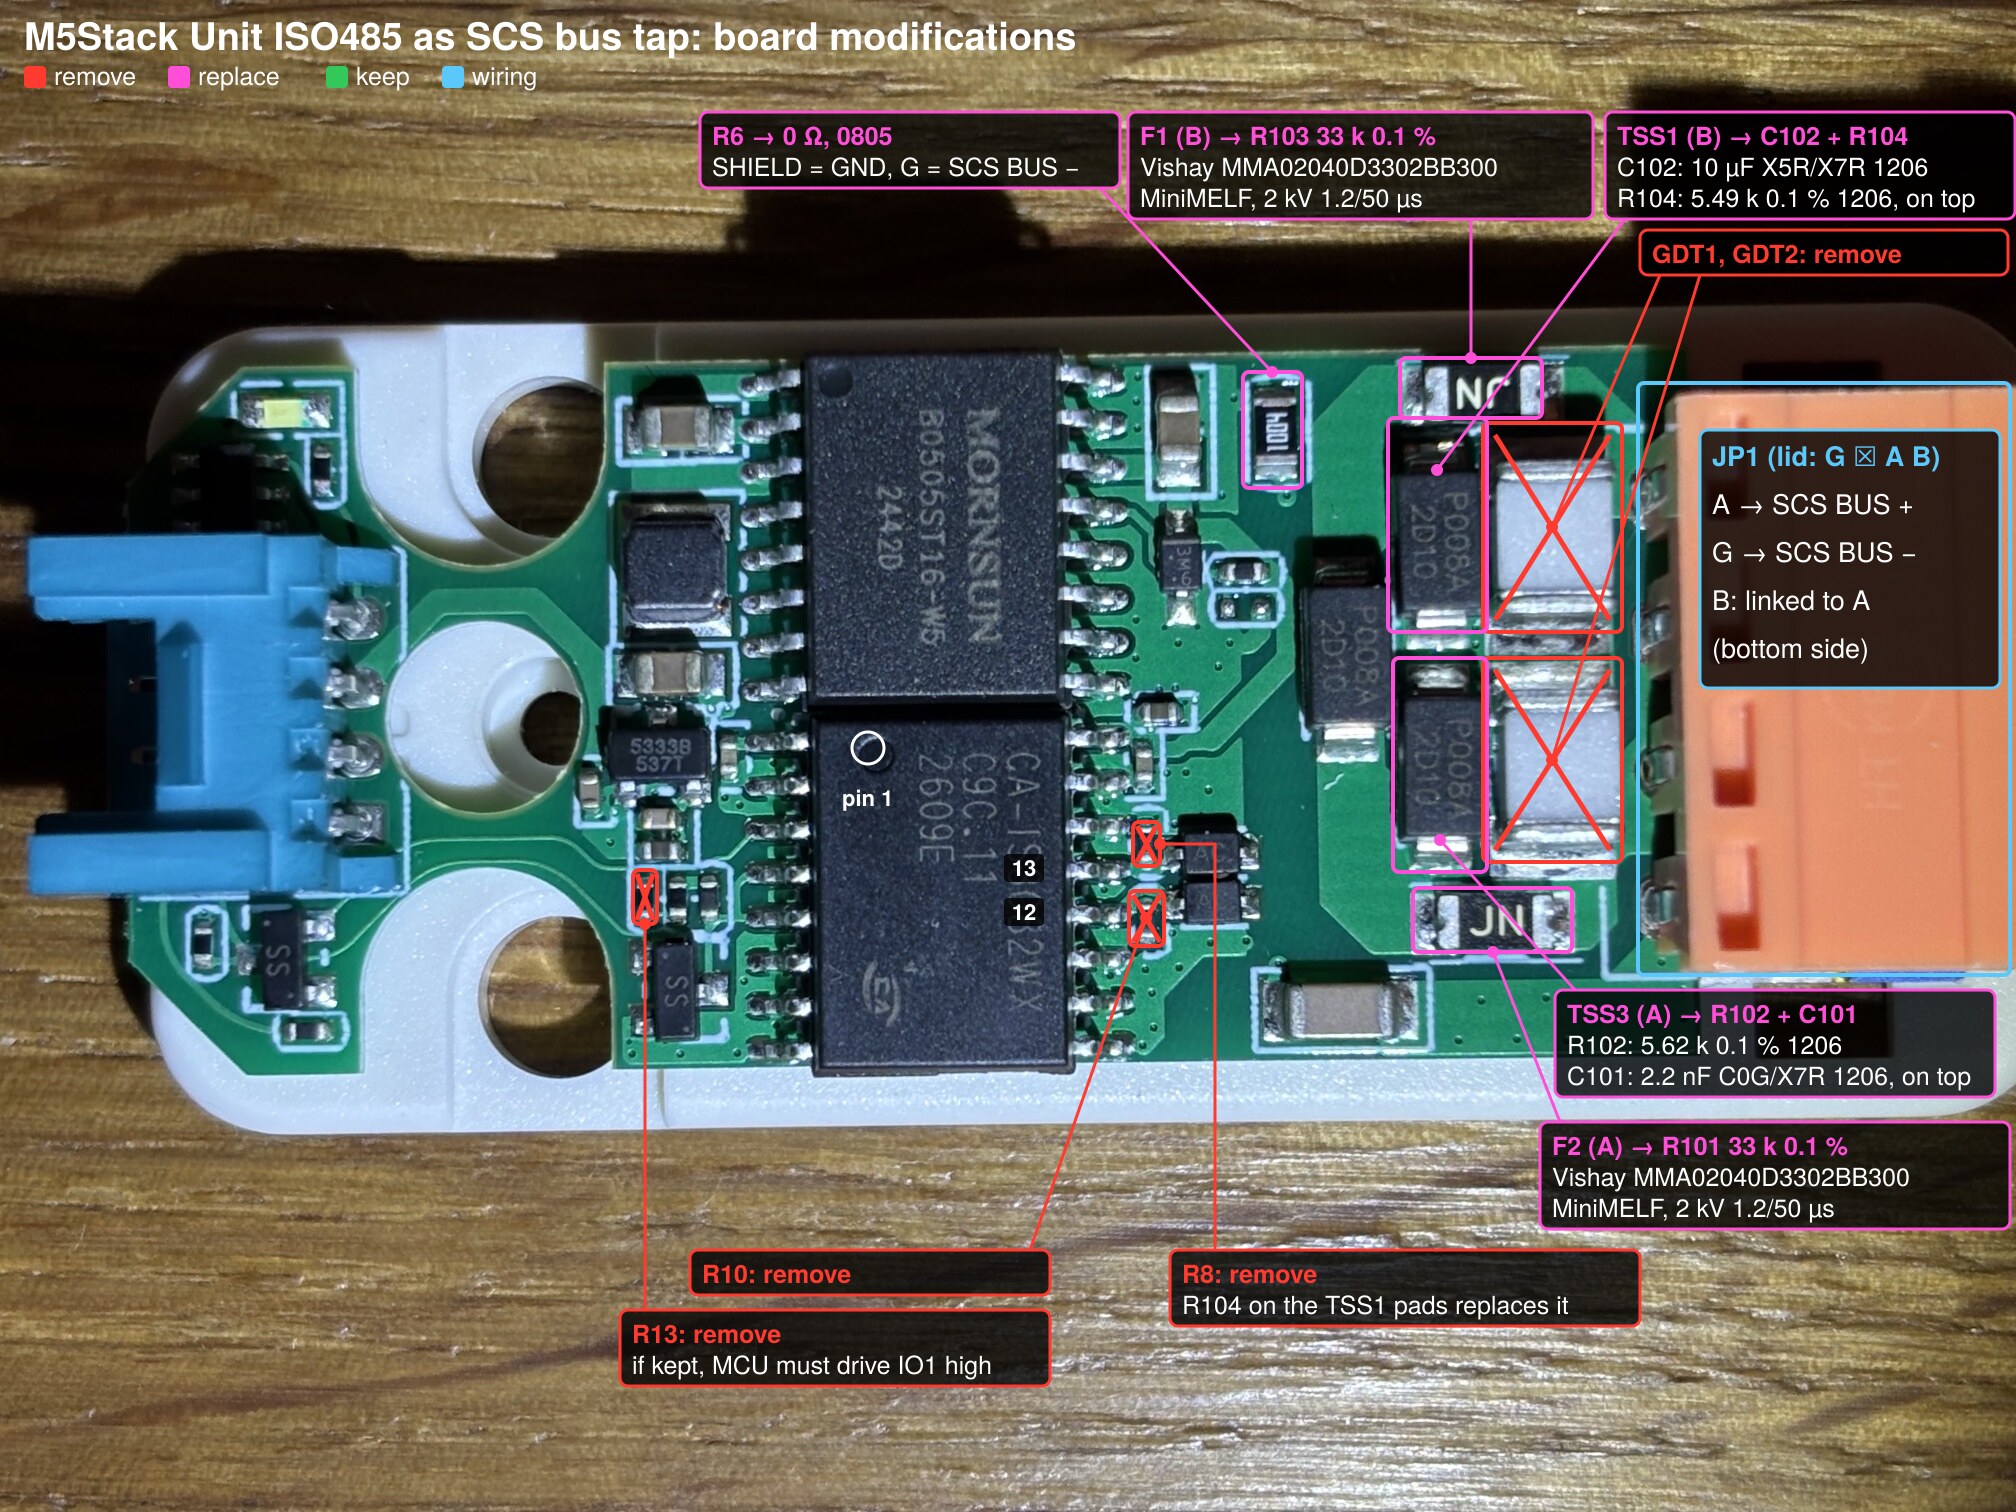 M5Stack Unit ISO485 as SCS bus tap: board modifications
remove replace keep wiring
R6 → 0 Ω, 0805
SHIELD = GND, G = SCS BUS −
F1 (B) → R103 33 k 0.1 %
Vishay MMA02040D3302BB300
MiniMELF, 2 kV 1.2/50 µs
TSS1 (B) → C102 + R104
C102: 10 µF X5R/X7R 1206
R104: 5.49 k 0.1 % 1206, on top
GDT1, GDT2: remove
JP1 (lid: G ☒ A B)
A → SCS BUS +
G → SCS BUS −
B: linked to A
(bottom side)
MORNSUN
B0505ST16-W5
2442D
1001
JN
P008A
2D10
P008A
2D10
P008A
2D10
JN
5333B
537T
pin 1
C9C.11
2609E
13
12
SS
SS
TSS3 (A) → R102 + C101
R102: 5.62 k 0.1 % 1206
C101: 2.2 nF C0G/X7R 1206, on top
F2 (A) → R101 33 k 0.1 %
Vishay MMA02040D3302BB300
MiniMELF, 2 kV 1.2/50 µs
R10: remove
R8: remove
R104 on the TSS1 pads replaces it
R13: remove
if kept, MCU must drive IO1 high